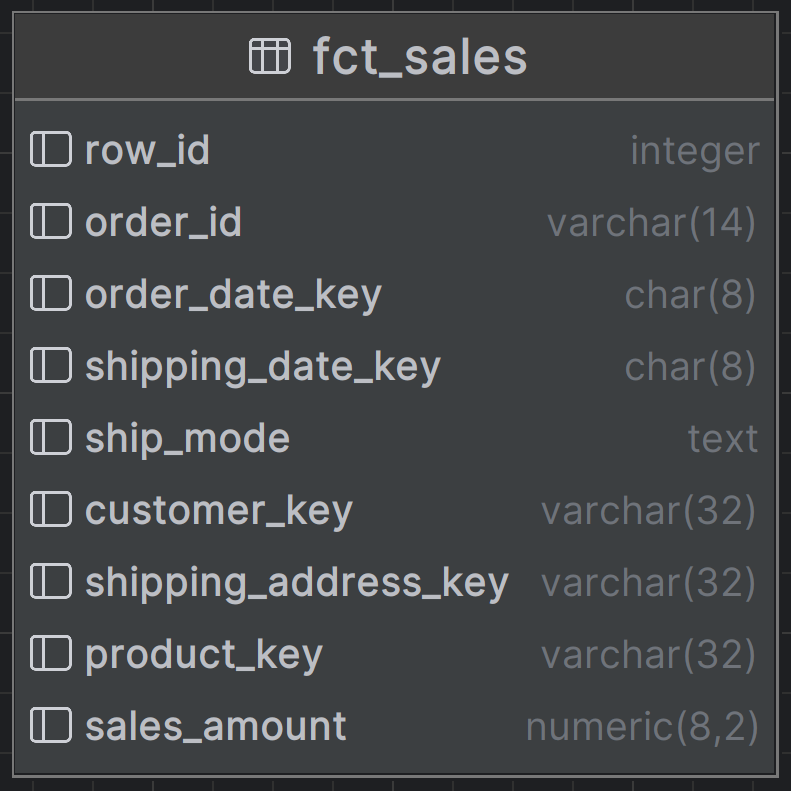 fct_sales
row_id integer
order_id varchar(14)
order_date_key char(8)
shipping_date_key char(8)
ship_mode text
customer_key varchar(32)
shipping_address_key varchar(32)
product_key varchar(32)
sales_amount numeric(8,2)